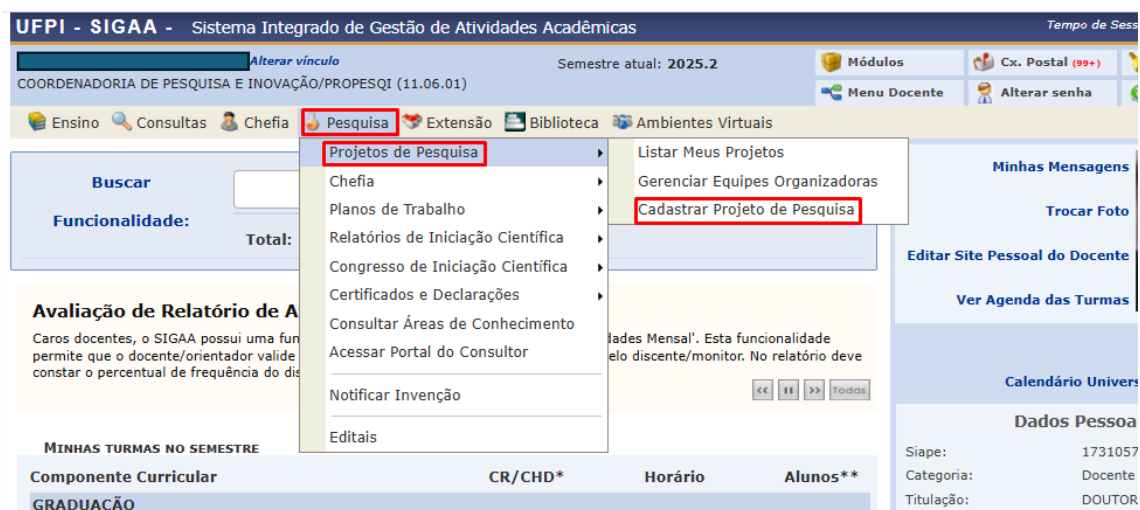 UFPI - SIGAA - Sistema Integrado de Gestão de Atividades Acadêmicas
Tempo de Sess
Alterar vínculo
Semestre atual: 2025.2
Módulos
Cx. Postal (99+)
COORDENADORIA DE PESQUISA E INOVAÇÃO/PROPESQI (11.06.01)
Menu Docente
Alterar senha
Ensino Consultas Chefia Pesquisa Extensão Biblioteca Ambientes Virtuais
Projetos de Pesquisa
Chefia
Planos de Trabalho
Relatórios de Iniciação Científica
Congresso de Iniciação Científica
Certificados e Declarações
Consultar Áreas de Conhecimento
Acessar Portal do Consultor
Notificar Invenção
Editais
Listar Meus Projetos
Gerenciar Equipes Organizadoras
Cadastrar Projeto de Pesquisa
Buscar
Funcionalidade:
Total:
Minhas Mensagens
Trocar Foto
Editar Site Pessoal do Docente
Ver Agenda das Turmas
Avaliação de Relatório de A
Caros docentes, o SIGAA possui uma fun
dades Mensal'. Esta funcionalidade
permite que o docente/orientador valide
elo discente/monitor. No relatório deve
constar o percentual de frequência do dis
<< II >> Todas
Calendário Univers
Dados Pessoa
Siape: 1731057
Categoria: Docente
Titulação: DOUTOR
MINHAS TURMAS NO SEMESTRE
Componente Curricular CR/CHD* Horário Alunos**
GRADUAÇÃO